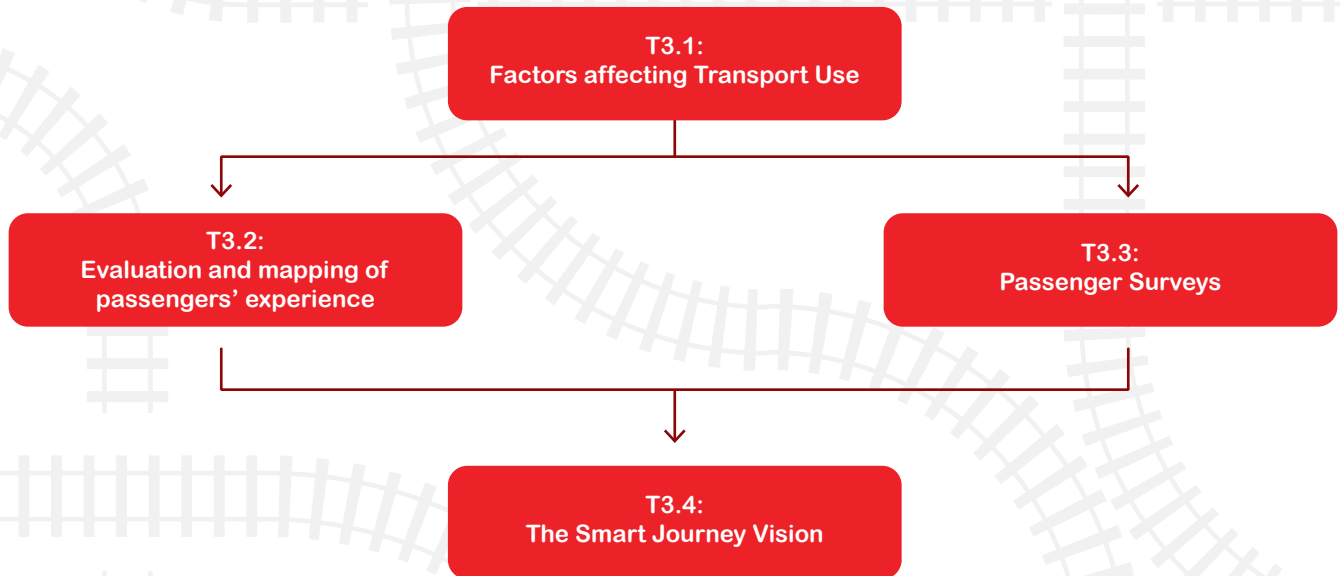 T3.1:
Factors affecting Transport Use
T3.2:
Evaluation and mapping of
passengers’ experience
T3.3:
Passenger Surveys
T3.4:
The Smart Journey Vision